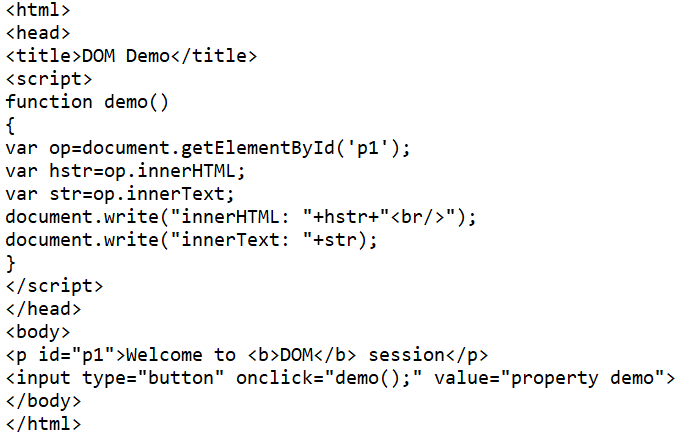 <html>
<head>
<title>DOM Demo</title>
<script>
function demo()
{
var op=document.getElementById('p1');
var hstr=op.innerHTML;
var str=op.innerText;
document.write("innerHTML: "+hstr+"<br/>");
document.write("innerText: "+str);
}
</script>
</head>
<body>
<p id="p1">Welcome to <b>DOM</b> session</p>
<input type="button" onclick="demo();" value="property demo">
</body>
</html>